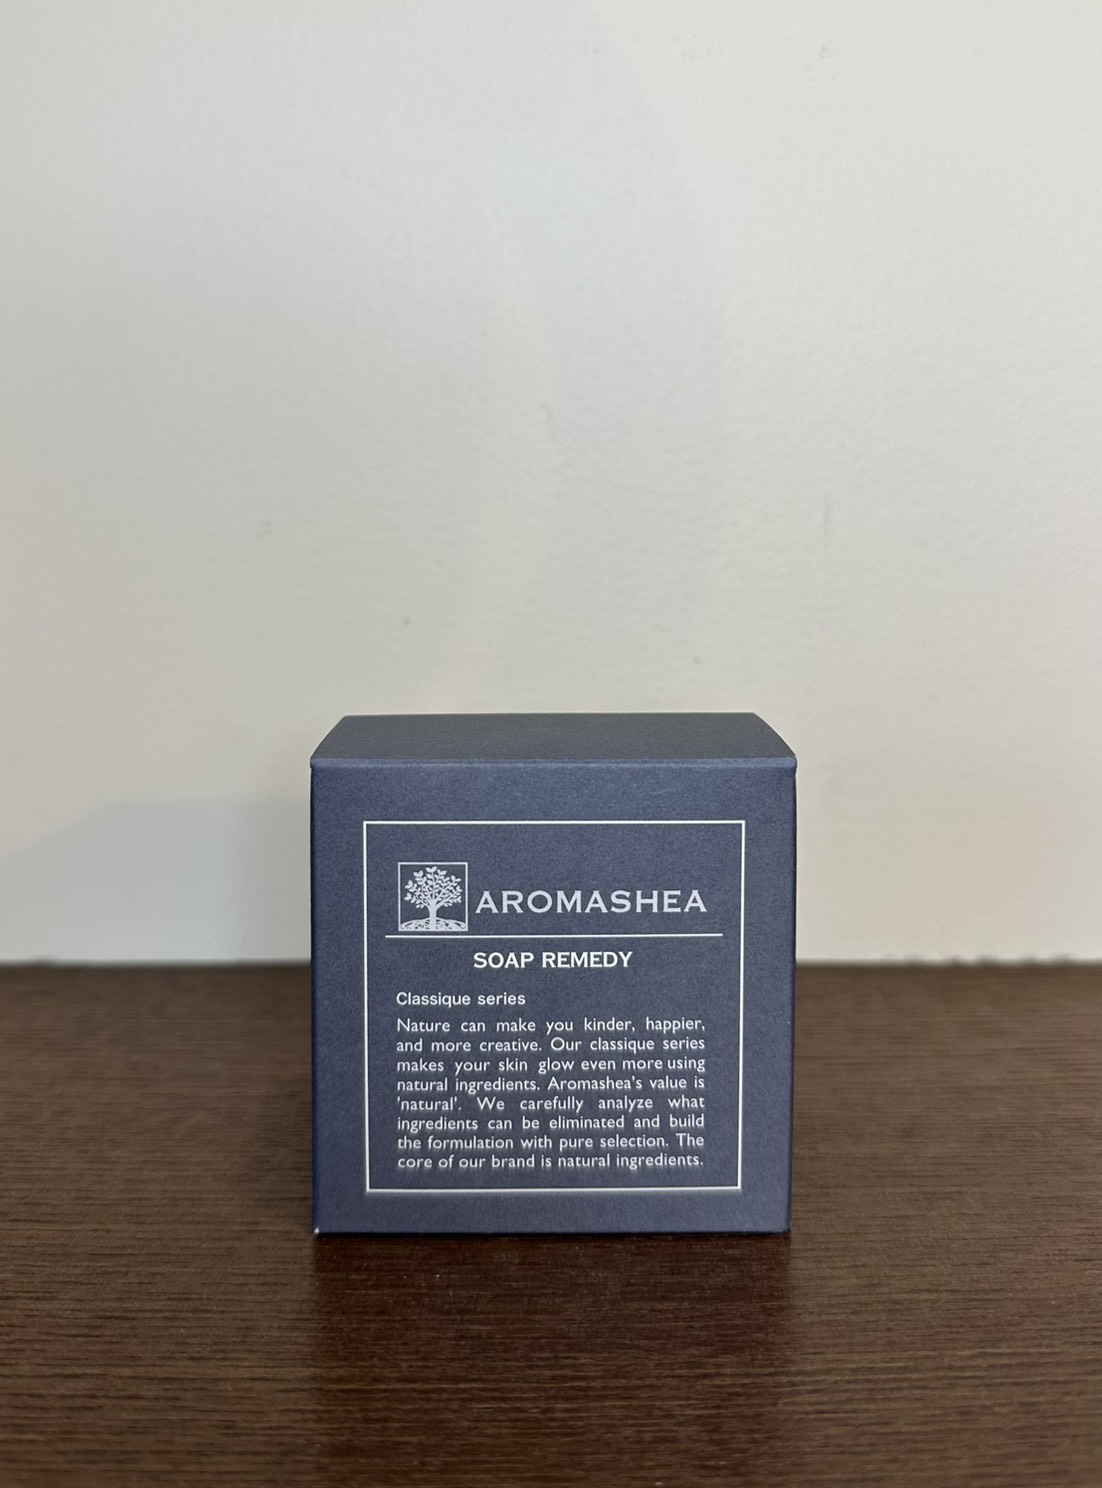 AROMASHEA
SOAP REMEDY
Classique series
Nature can make you kinder, happier,
and more creative. Our classique series
makes your skin glow even more using
natural ingredients. Aromashea's value is
'natural'. We carefully analyze what
ingredients can be eliminated and build
the formulation with pure selection. The
core of our brand is natural ingredients.